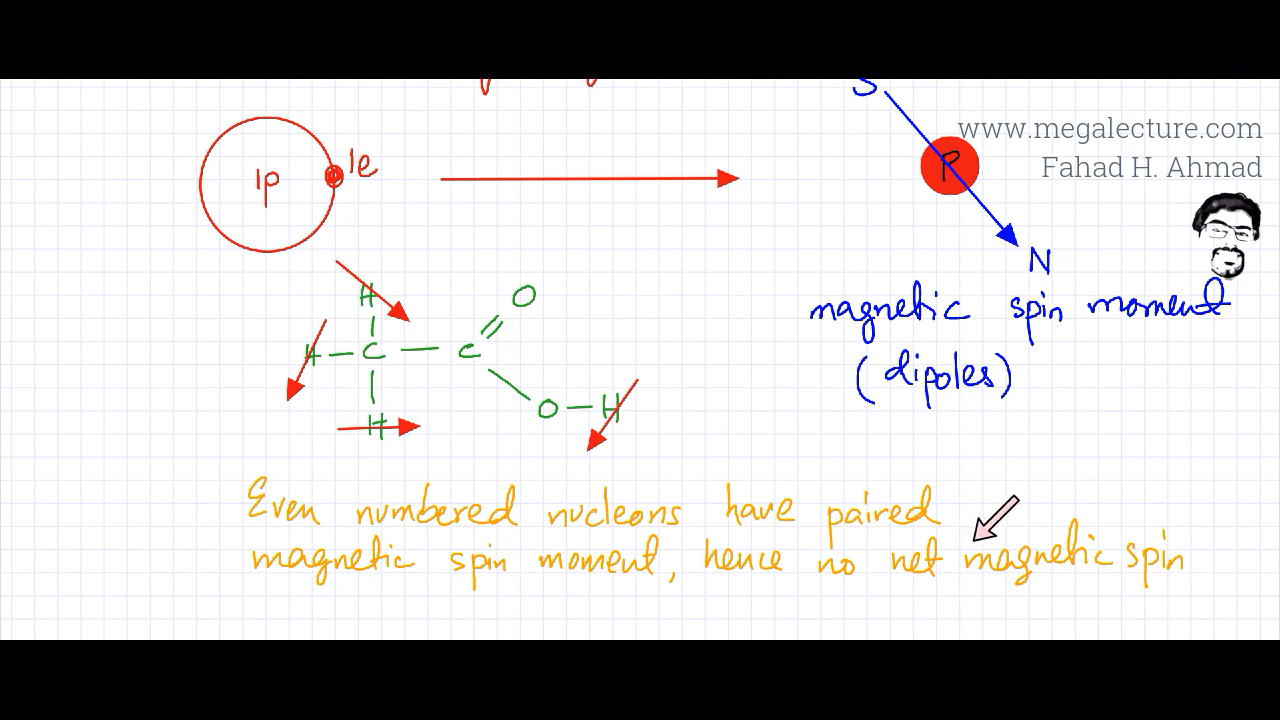 S
www.megalecture.com
Fahad H. Ahmad
1p
1e
P
N
magnetic spin moment
(dipoles)
H
O
H - C - C
H
O - H
Even numbered nucleons have paired
magnetic spin moment, hence no net magnetic spin